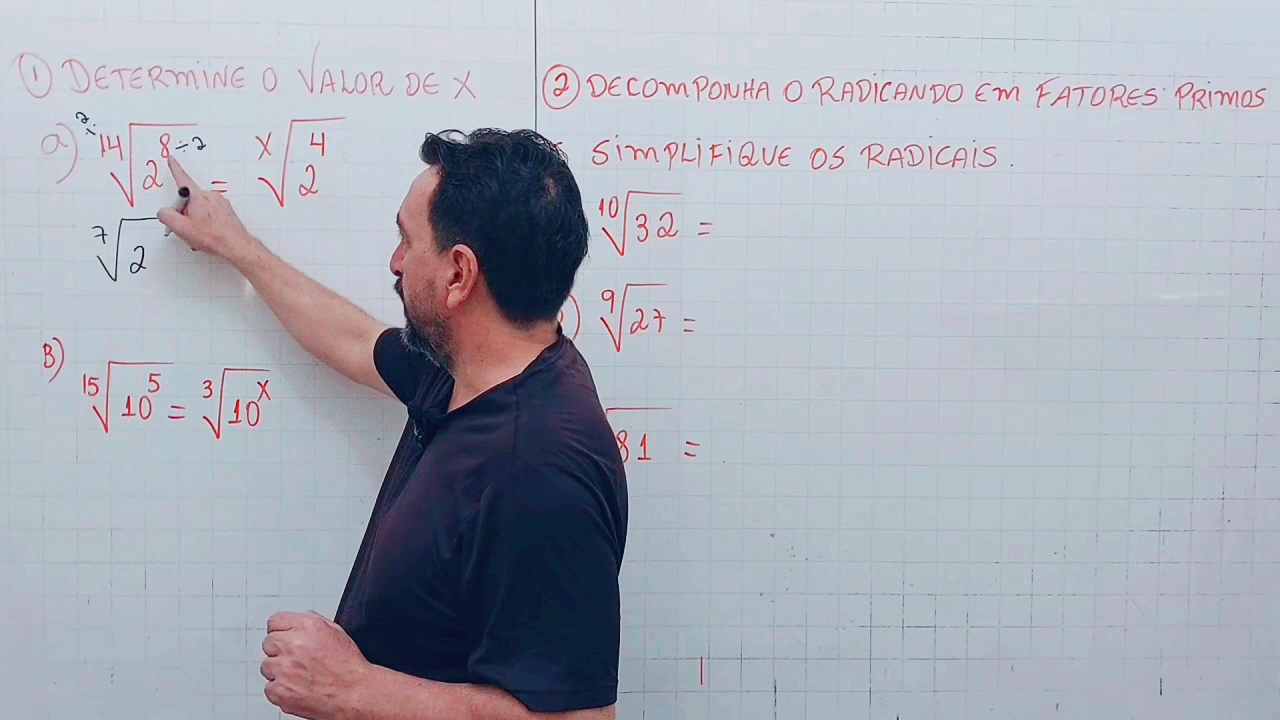 ① DETERMINE O VALOR DE X
a) ¹⁴÷²√2⁸÷² = ˣ√2⁴
⁷√2
B) ¹⁵√10⁵ = ³√10ˣ
② DECOMPONHA O RADICANDO EM FATORES PRIMOS
SIMPLIFIQUE OS RADICAIS.
¹⁰√32 =
) ⁹√27 =
√81 =